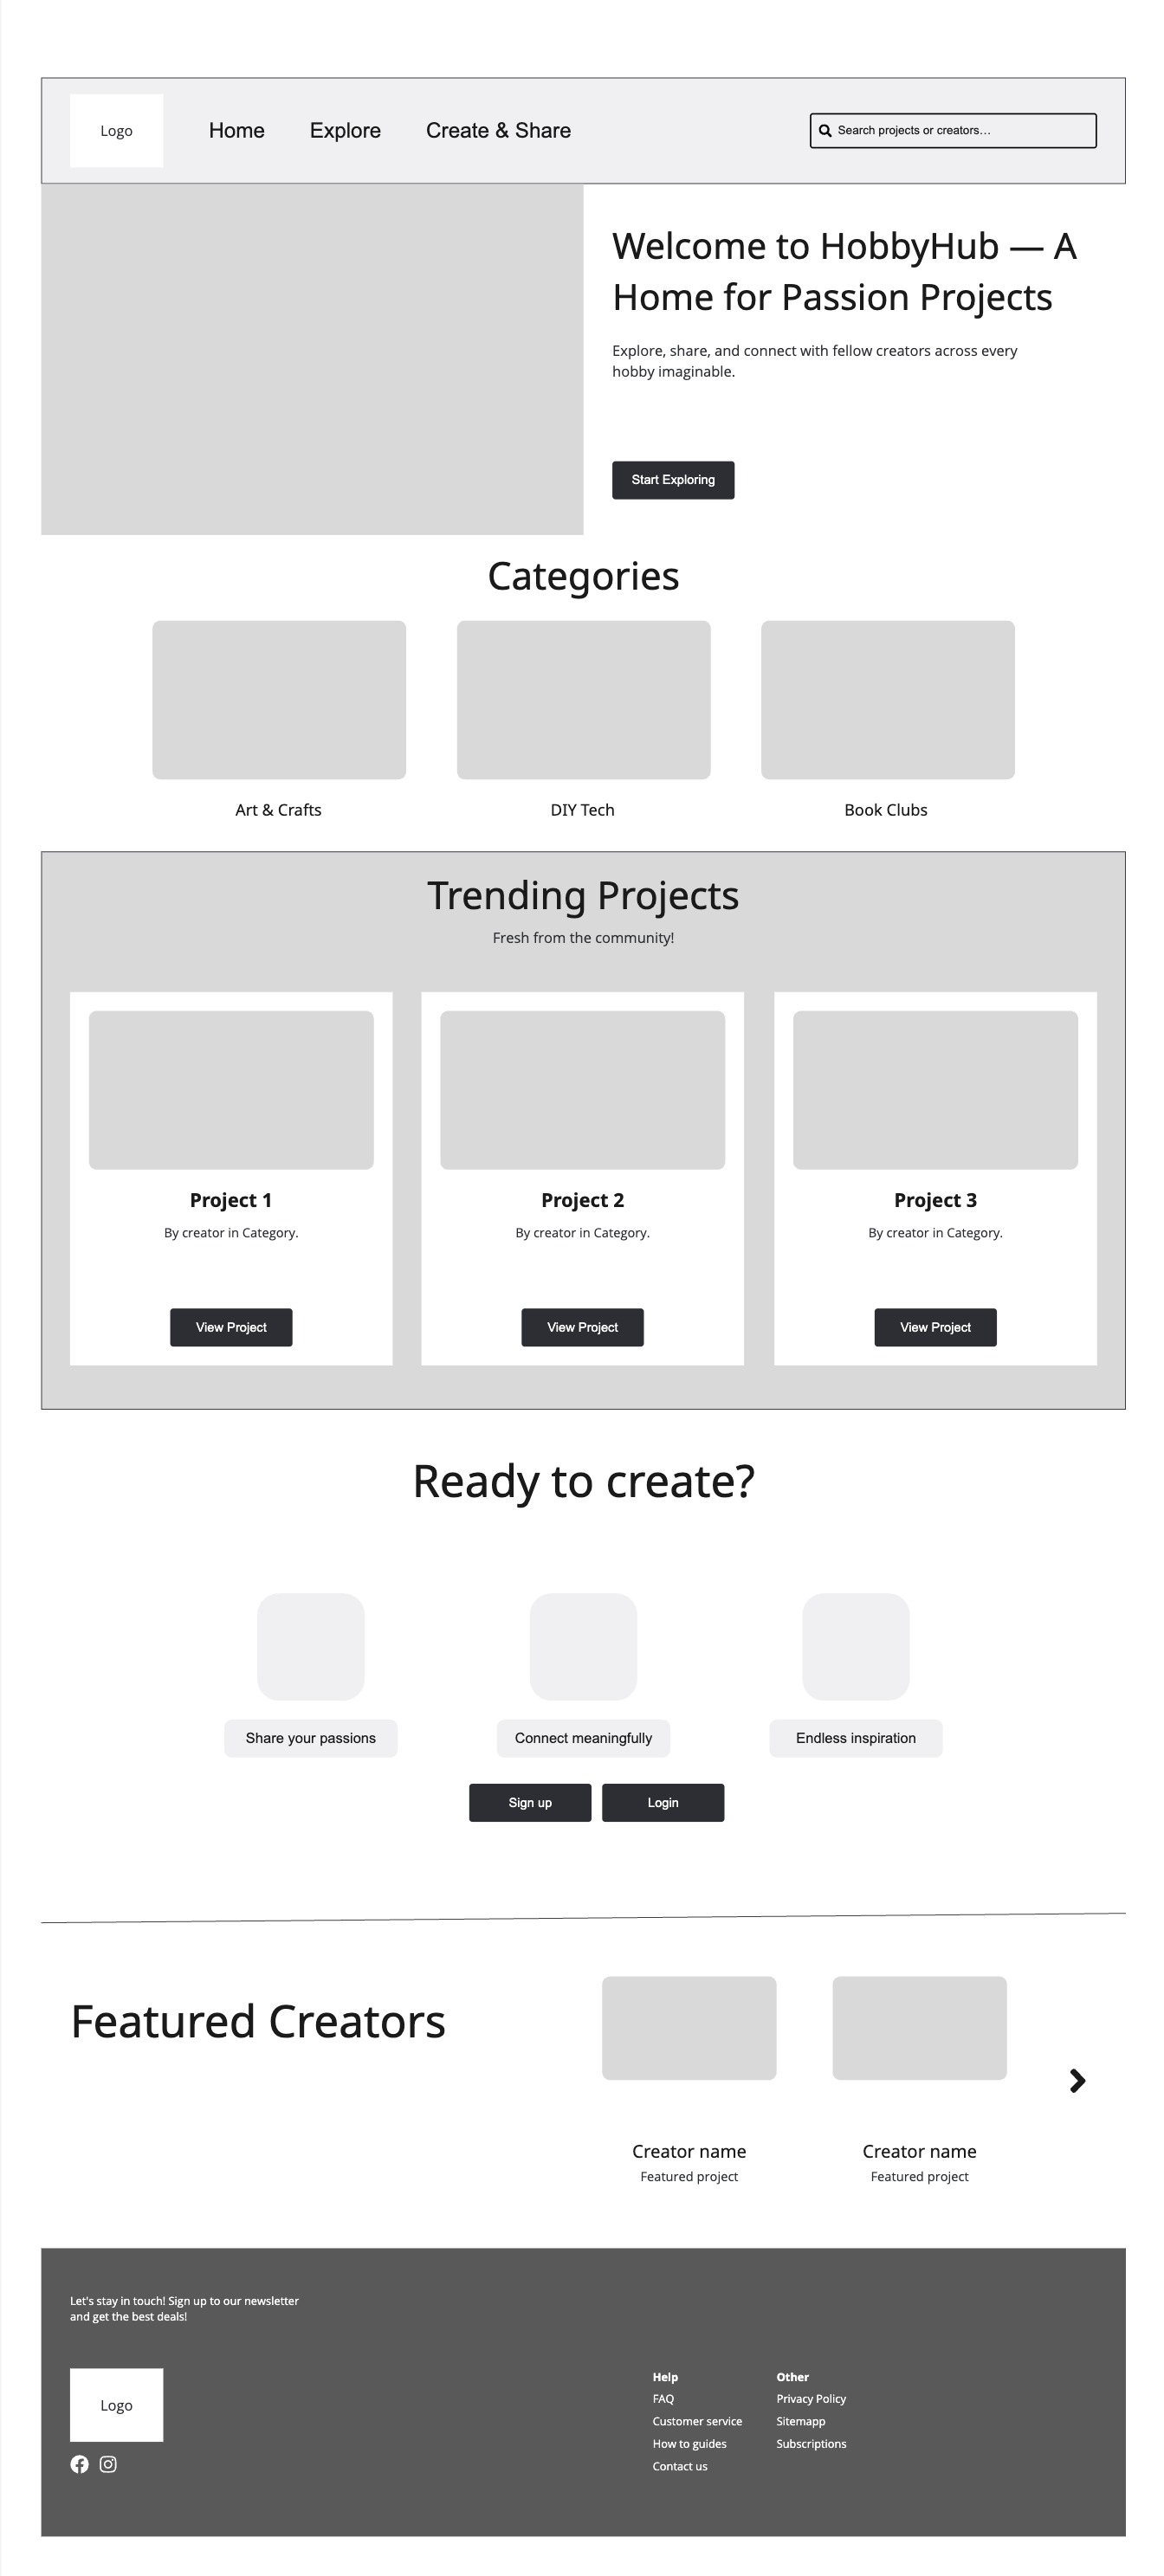 Logo
Home
Explore
Create & Share
Search projects or creators...
Welcome to HobbyHub — A
Home for Passion Projects
Explore, share, and connect with fellow creators across every
hobby imaginable.
Start Exploring
Categories
Art & Crafts
DIY Tech
Book Clubs
Trending Projects
Fresh from the community!
Project 1
By creator in Category.
View Project
Project 2
By creator in Category.
View Project
Project 3
By creator in Category.
View Project
Ready to create?
Share your passions
Connect meaningfully
Endless inspiration
Sign up
Login
Featured Creators
Creator name
Featured project
Creator name
Featured project
Let's stay in touch! Sign up to our newsletter
and get the best deals!
Logo
Help
FAQ
Customer service
How to guides
Contact us
Other
Privacy Policy
Sitemapp
Subscriptions